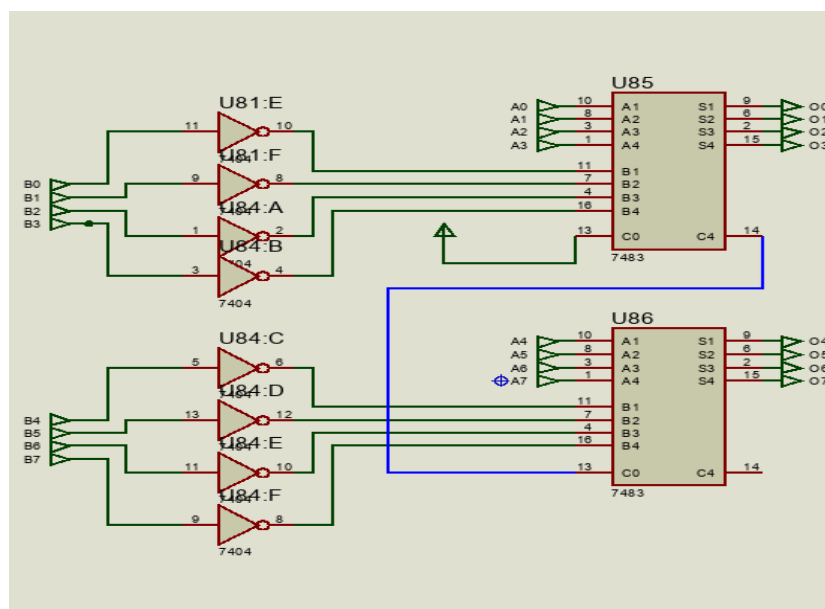 U81:E
11 10
7404
U81:F
9 8
7404
U84:A
1 2
7404
U84:B
3 4
7404
B0
B1
B2
B3
U85
A0 10 A1 S1 9 O0
A1 8 A2 S2 6 O1
A2 3 A3 S3 2 O2
A3 1 A4 S4 15 O3
11 B1
7 B2
4 B3
16 B4
13 C0 C4 14
7483
U84:C
5 6
U84:D
13 12
7404
U84:E
11 10
7404
U84:F
9 8
7404
B4
B5
B6
B7
U86
A4 10 A1 S1 9 O4
A5 8 A2 S2 6 O5
A6 3 A3 S3 2 O6
A7 1 A4 S4 15 O7
11 B1
7 B2
4 B3
16 B4
13 C0 C4 14
7483